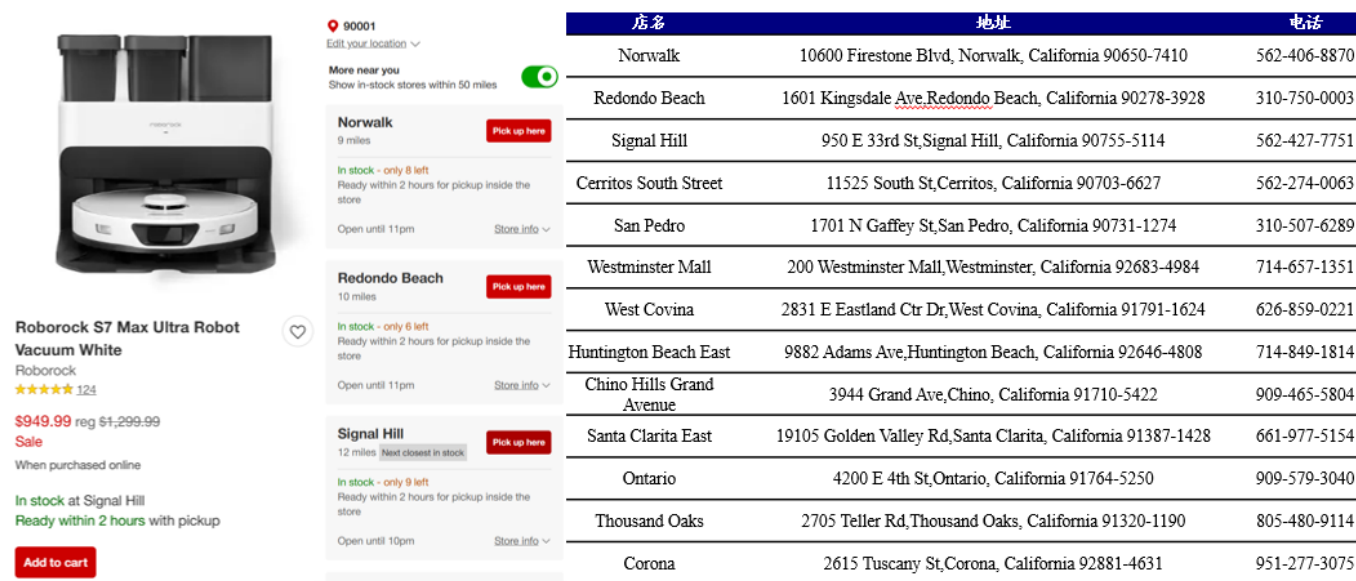 roborock
Roborock S7 Max Ultra Robot
Vacuum White
Roborock
124
$949.99 reg $1,299.99
Sale
When purchased online
In stock at Signal Hill
Ready within 2 hours with pickup
Add to cart
90001
Edit your location
More near you
Show in-stock stores within 50 miles
Norwalk
9 miles
Pick up here
In stock - only 8 left
Ready within 2 hours for pickup inside the
store
Open until 11pm Store info
Redondo Beach
10 miles
Pick up here
In stock - only 6 left
Ready within 2 hours for pickup inside the
store
Open until 11pm Store info
Signal Hill
12 miles Next closest in stock
Pick up here
In stock - only 9 left
Ready within 2 hours for pickup inside the
store
Open until 10pm Store info
店名 地址 电话
Norwalk 10600 Firestone Blvd, Norwalk, California 90650-7410 562-406-8870
Redondo Beach 1601 Kingsdale Ave,Redondo Beach, California 90278-3928 310-750-0003
Signal Hill 950 E 33rd St,Signal Hill, California 90755-5114 562-427-7751
Cerritos South Street 11525 South St,Cerritos, California 90703-6627 562-274-0063
San Pedro 1701 N Gaffey St,San Pedro, California 90731-1274 310-507-6289
Westminster Mall 200 Westminster Mall,Westminster, California 92683-4984 714-657-1351
West Covina 2831 E Eastland Ctr Dr,West Covina, California 91791-1624 626-859-0221
Huntington Beach East 9882 Adams Ave,Huntington Beach, California 92646-4808 714-849-1814
Chino Hills Grand
Avenue 3944 Grand Ave,Chino, California 91710-5422 909-465-5804
Santa Clarita East 19105 Golden Valley Rd,Santa Clarita, California 91387-1428 661-977-5154
Ontario 4200 E 4th St,Ontario, California 91764-5250 909-579-3040
Thousand Oaks 2705 Teller Rd,Thousand Oaks, California 91320-1190 805-480-9114
Corona 2615 Tuscany St,Corona, California 92881-4631 951-277-3075